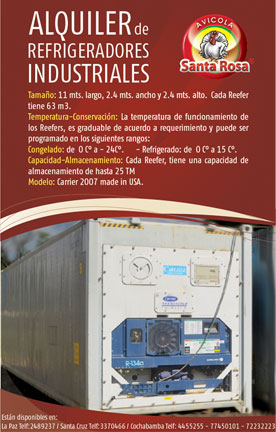 ALQUILER de
REFRIGERADORES
INDUSTRIALES
AVICOLA
Santa Rosa
Tamaño: 11 mts. largo, 2.4 mts. ancho y 2.4 mts. alto. Cada Reefer
tiene 63 m3.
Temperatura-Conservación: La temperatura de funcionamiento de
los Reefers, es graduable de acuerdo a requerimiento y puede ser
programado en los siguientes rangos:
Congelado: de 0 Cº a - 24Cº. - Refrigerado: de 0 Cº a 15 Cº.
Capacidad-Almacenamiento: Cada Reefer, tiene una capacidad de
almacenamiento de hasta 25 TM
Modelo: Carrier 2007 made in USA.
Carrier
R-134a
Están disponibles en:
La Paz Telf: 2489237 / Santa Cruz Telf: 3370466 / Cochabamba Telf: 4455255 - 77450101 - 72232223